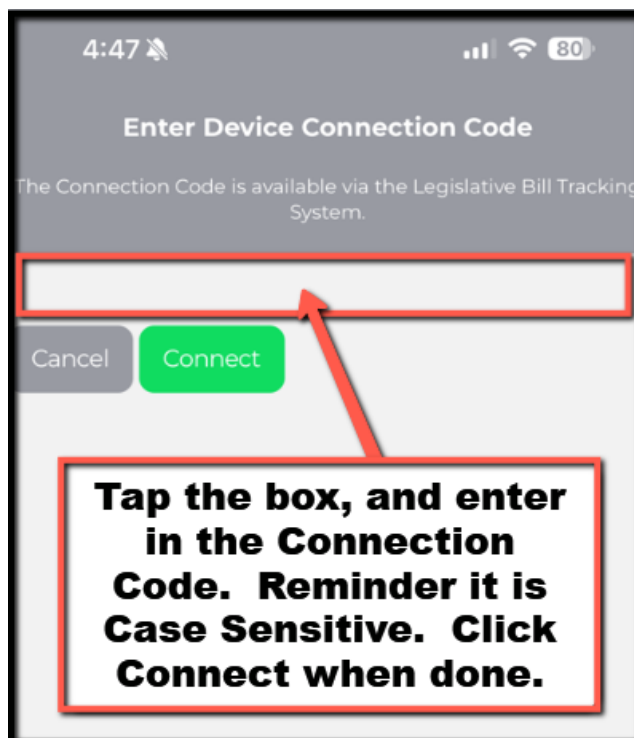 4:47
80
Enter Device Connection Code
The Connection Code is available via the Legislative Bill Tracking
System.
Cancel
Connect
Tap the box, and enter
in the Connection
Code.  Reminder it is
Case Sensitive.  Click
Connect when done.